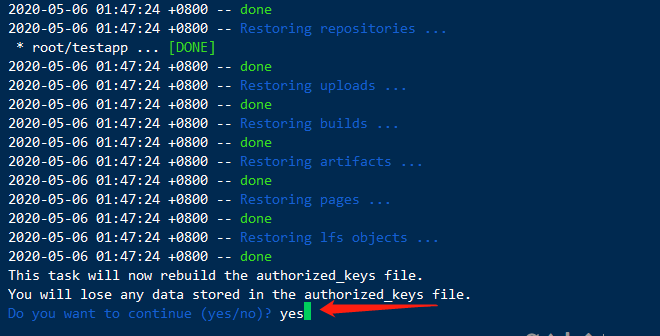 2020-05-06 01:47:24 +0800 -- done
2020-05-06 01:47:24 +0800 -- Restoring repositories ...
* root/testapp ... [DONE]
2020-05-06 01:47:24 +0800 -- done
2020-05-06 01:47:24 +0800 -- Restoring uploads ...
2020-05-06 01:47:24 +0800 -- done
2020-05-06 01:47:24 +0800 -- Restoring builds ...
2020-05-06 01:47:24 +0800 -- done
2020-05-06 01:47:24 +0800 -- Restoring artifacts ...
2020-05-06 01:47:24 +0800 -- done
2020-05-06 01:47:24 +0800 -- Restoring pages ...
2020-05-06 01:47:24 +0800 -- done
2020-05-06 01:47:24 +0800 -- Restoring lfs objects ...
2020-05-06 01:47:24 +0800 -- done
This task will now rebuild the authorized_keys file.
You will lose any data stored in the authorized_keys file.
Do you want to continue (yes/no)? yes